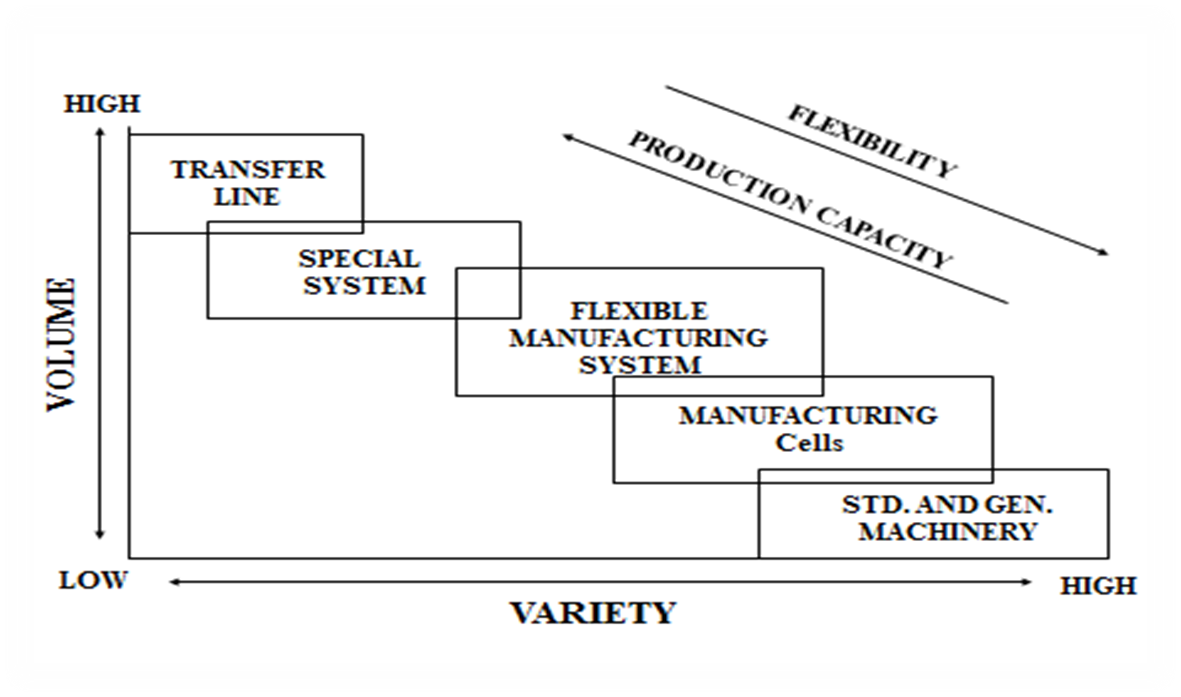 HIGH
FLEXIBILITY
PRODUCTION CAPACITY
TRANSFER
LINE
SPECIAL
SYSTEM
FLEXIBLE
MANUFACTURING
SYSTEM
VOLUME
MANUFACTURING
Cells
STD. AND GEN.
MACHINERY
LOW
HIGH
VARIETY